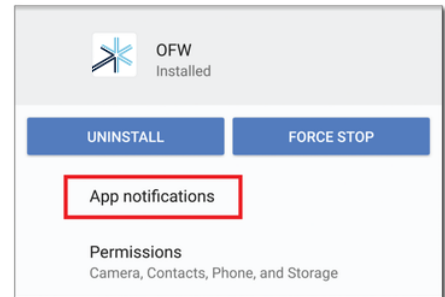 OFW
Installed
UNINSTALL
FORCE STOP
App notifications
Permissions
Camera, Contacts, Phone, and Storage